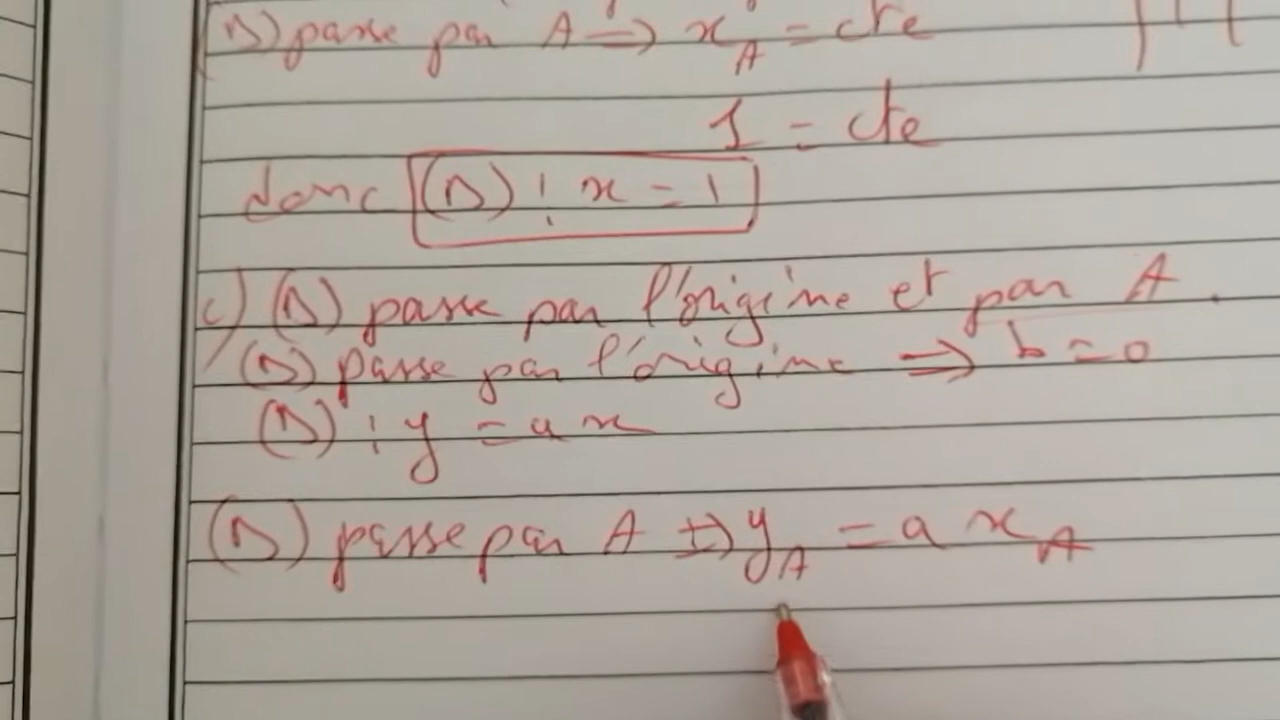 (D) passe par A => x_A = cte
1 = cte
donc (D) : x = 1
c) (D) passe par l'origine et par A.
(D) passe par l'origine => b = 0
(D) : y = ax
(D) passe par A => y_A = a x_A